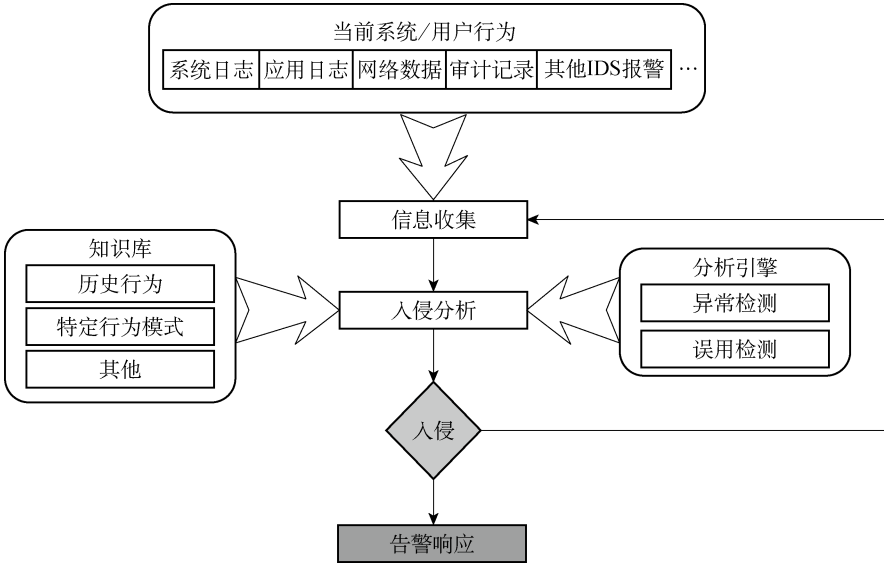 当前系统/用户行为
系统日志 应用日志 网络数据 审计记录 其他IDS报警 …
信息收集
知识库
历史行为
特定行为模式
其他
入侵分析
分析引擎
异常检测
误用检测
入侵
告警响应